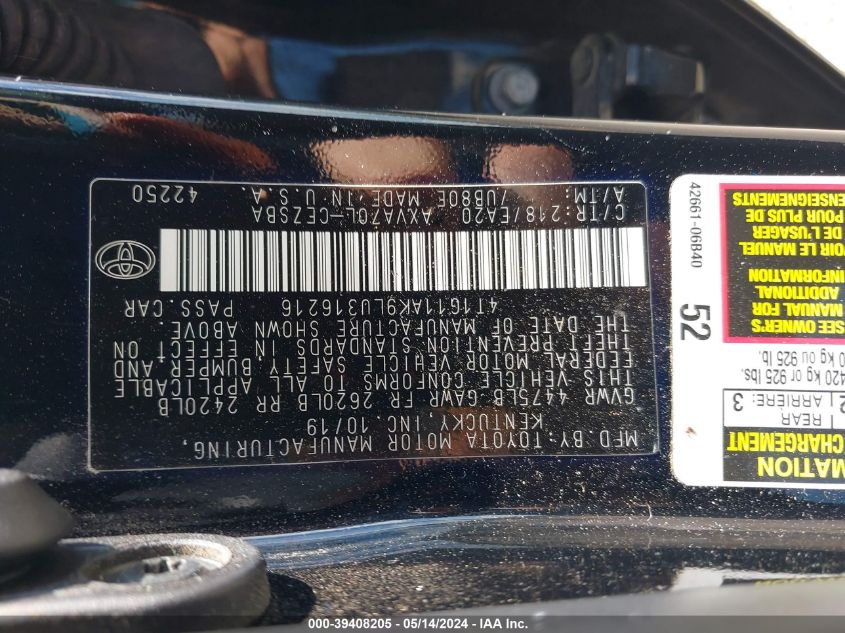 MFD.BY:TOYOTA MOTOR MANUFACTURING,
KENTUCKY, INC. 10/19
GVWR 4475LB GAWR FR 2620LB RR 2420LB
THIS VEHICLE CONFORMS TO ALL APPLICABLE
FEDERAL MOTOR VEHICLE SAFETY, BUMPER AND
THEFT PREVENTION STANDARDS IN EFFECT ON
THE DATE OF MANUFACTURE SHOWN ABOVE.
4T1G11AK9LU316216 PASS.CAR
C/TR:218/EA20 AXVA70L-CEZSBA
A/TM: /UB80E MADE IN U.S.A.
42250
MATION
CHARGEMENT
REAR
ARRIERE: 3
420 kg or 925 lbs.
0 kg ou 925 lb.
SEE OWNER'S
MANUAL FOR
ADDITIONAL
INFORMATION
VOIR LE MANUEL
DE L'USAGER
POUR PLUS DE
ENSEIGNEMENTS
52
42661-06B40
000-39408205 - 05/14/2024 - IAA Inc.